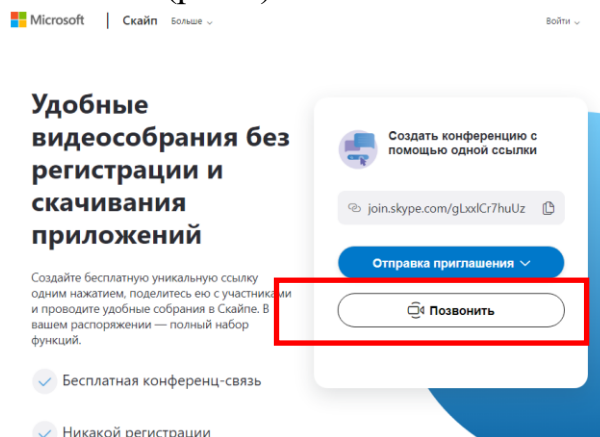 Microsoft | Скайп Больше Войти
Удобные
видеособрания без
регистрации и
скачивания
приложений
Создайте бесплатную уникальную ссылку
одним нажатием, поделитесь ею с участниками
и проводите удобные собрания в Скайпе. В
вашем распоряжении — полный набор
функций.
Бесплатная конференц-связь
Никакой регистрации
Создать конференцию с
помощью одной ссылки
join.skype.com/gLxxlCr7huUz
Отправка приглашения
Позвонить